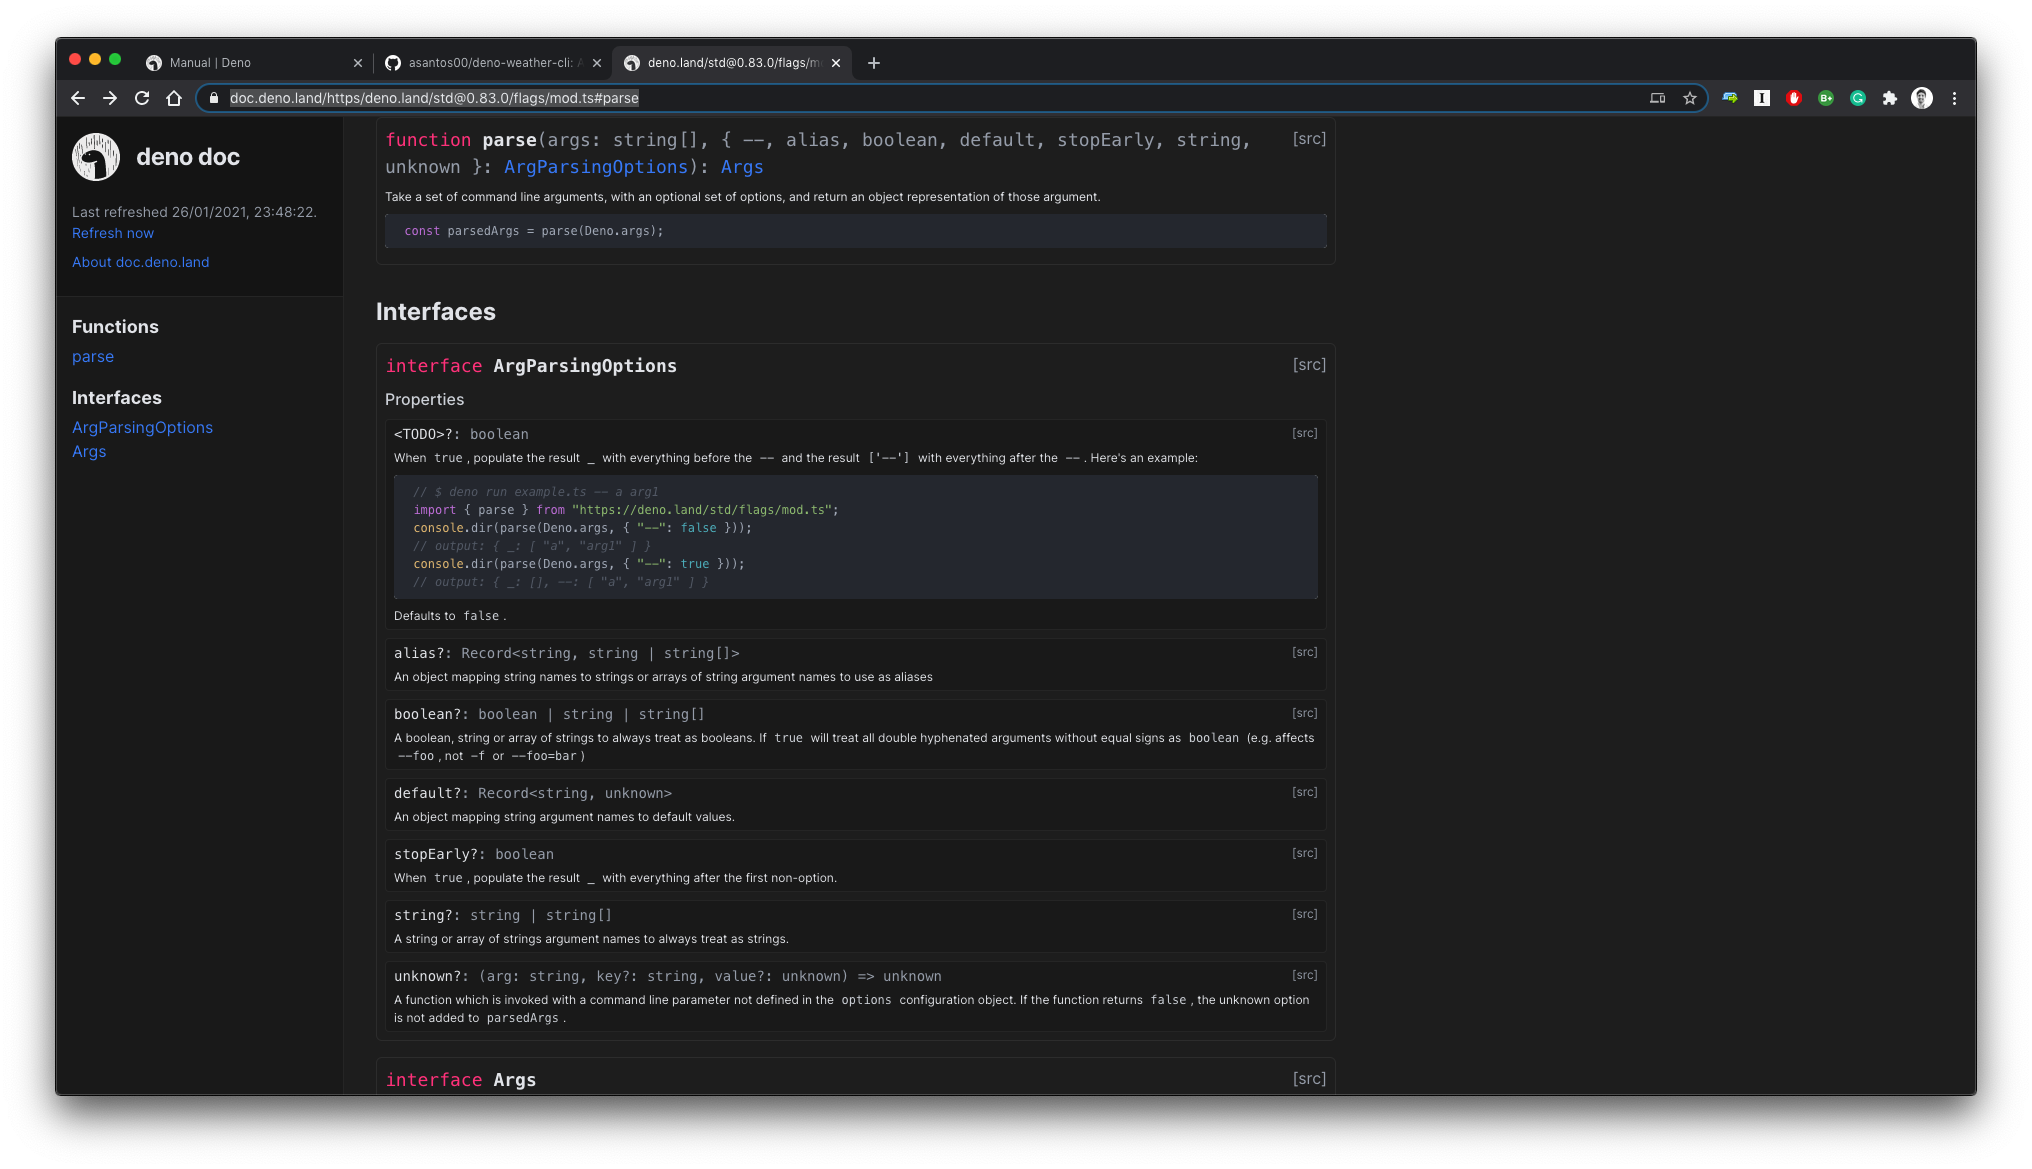 Manual | Deno
asantos00/deno-weather-cli: A
deno.land/std@0.83.0/flags/m
doc.deno.land/https/deno.land/std@0.83.0/flags/mod.ts#parse
deno doc
Last refreshed 26/01/2021, 23:48:22.
Refresh now
About doc.deno.land
Functions
parse
Interfaces
ArgParsingOptions
Args
function parse(args: string[], { --, alias, boolean, default, stopEarly, string, [src]
unknown }: ArgParsingOptions): Args
Take a set of command line arguments, with an optional set of options, and return an object representation of those argument.
const parsedArgs = parse(Deno.args);
Interfaces
interface ArgParsingOptions [src]
Properties
<TODO>?: boolean [src]
When true, populate the result _ with everything before the -- and the result ['--'] with everything after the --. Here's an example:
// $ deno run example.ts -- a arg1
import { parse } from "https://deno.land/std/flags/mod.ts";
console.dir(parse(Deno.args, { "--": false }));
// output: { _: [ "a", "arg1" ] }
console.dir(parse(Deno.args, { "--": true }));
// output: { _: [], --: [ "a", "arg1" ] }
Defaults to false.
alias?: Record<string, string | string[]> [src]
An object mapping string names to strings or arrays of string argument names to use as aliases
boolean?: boolean | string | string[] [src]
A boolean, string or array of strings to always treat as booleans. If true will treat all double hyphenated arguments without equal signs as boolean (e.g. affects
--foo, not -f or --foo=bar)
default?: Record<string, unknown> [src]
An object mapping string argument names to default values.
stopEarly?: boolean [src]
When true, populate the result _ with everything after the first non-option.
string?: string | string[] [src]
A string or array of strings argument names to always treat as strings.
unknown?: (arg: string, key?: string, value?: unknown) => unknown [src]
A function which is invoked with a command line parameter not defined in the options configuration object. If the function returns false, the unknown option
is not added to parsedArgs.
interface Args [src]